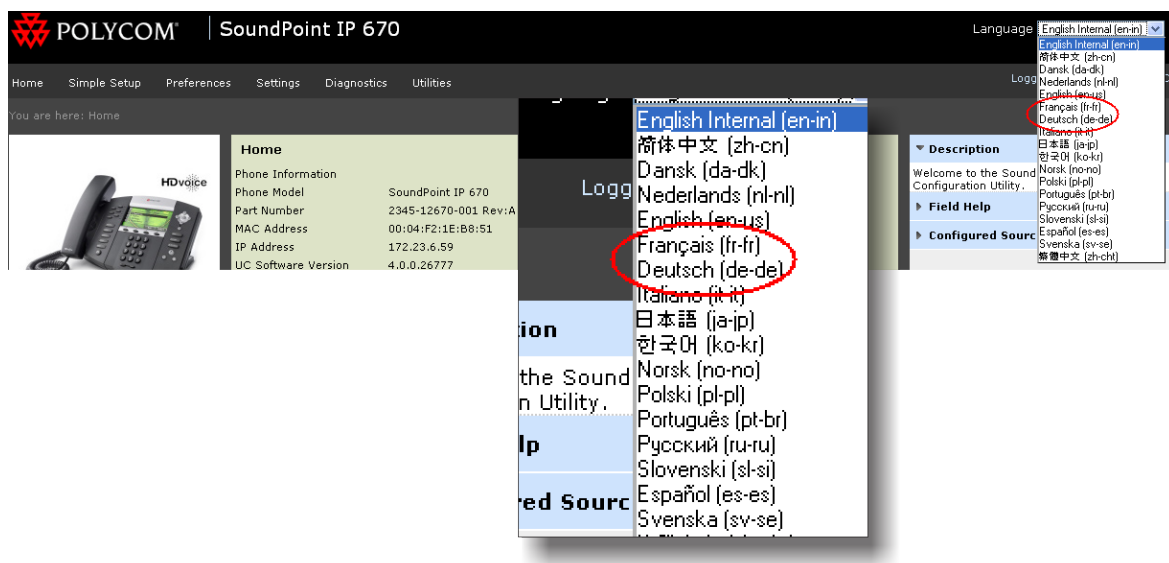 POLYCOM® | SoundPoint IP 670
Language English Internal (en-in)
Home Simple Setup Preferences Settings Diagnostics Utilities
Logg
You are here: Home
HDvoice
Home
Phone Information
Phone Model SoundPoint IP 670
Part Number 2345-12670-001 Rev:A
MAC Address 00:04:F2:1E:B8:51
IP Address 172.23.6.59
UC Software Version 4.0.0.26777
Description
Welcome to the Sound
Configuration Utility.
Field Help
Configured Sourc
English Internal (en-in)
简体中文 (zh-cn)
Dansk (da-dk)
Nederlands (nl-nl)
English (en-us)
Français (fr-fr)
Deutsch (de-de)
Italiano (it-it)
日本語 (ja-jp)
한국어 (ko-kr)
Norsk (no-no)
Polski (pl-pl)
Português (pt-br)
Русский (ru-ru)
Slovenski (sl-si)
Español (es-es)
Svenska (sv-se)
繁體中文 (zh-cht)
Logg
tion
the Sound
n Utility.
lp
red Sourc
English Internal (en-in)
简体中文 (zh-cn)
Dansk (da-dk)
Nederlands (nl-nl)
English (en-us)
Français (fr-fr)
Deutsch (de-de)
Italiano (it-it)
日本語 (ja-jp)
한국어 (ko-kr)
Norsk (no-no)
Polski (pl-pl)
Português (pt-br)
Русский (ru-ru)
Slovenski (sl-si)
Español (es-es)
Svenska (sv-se)